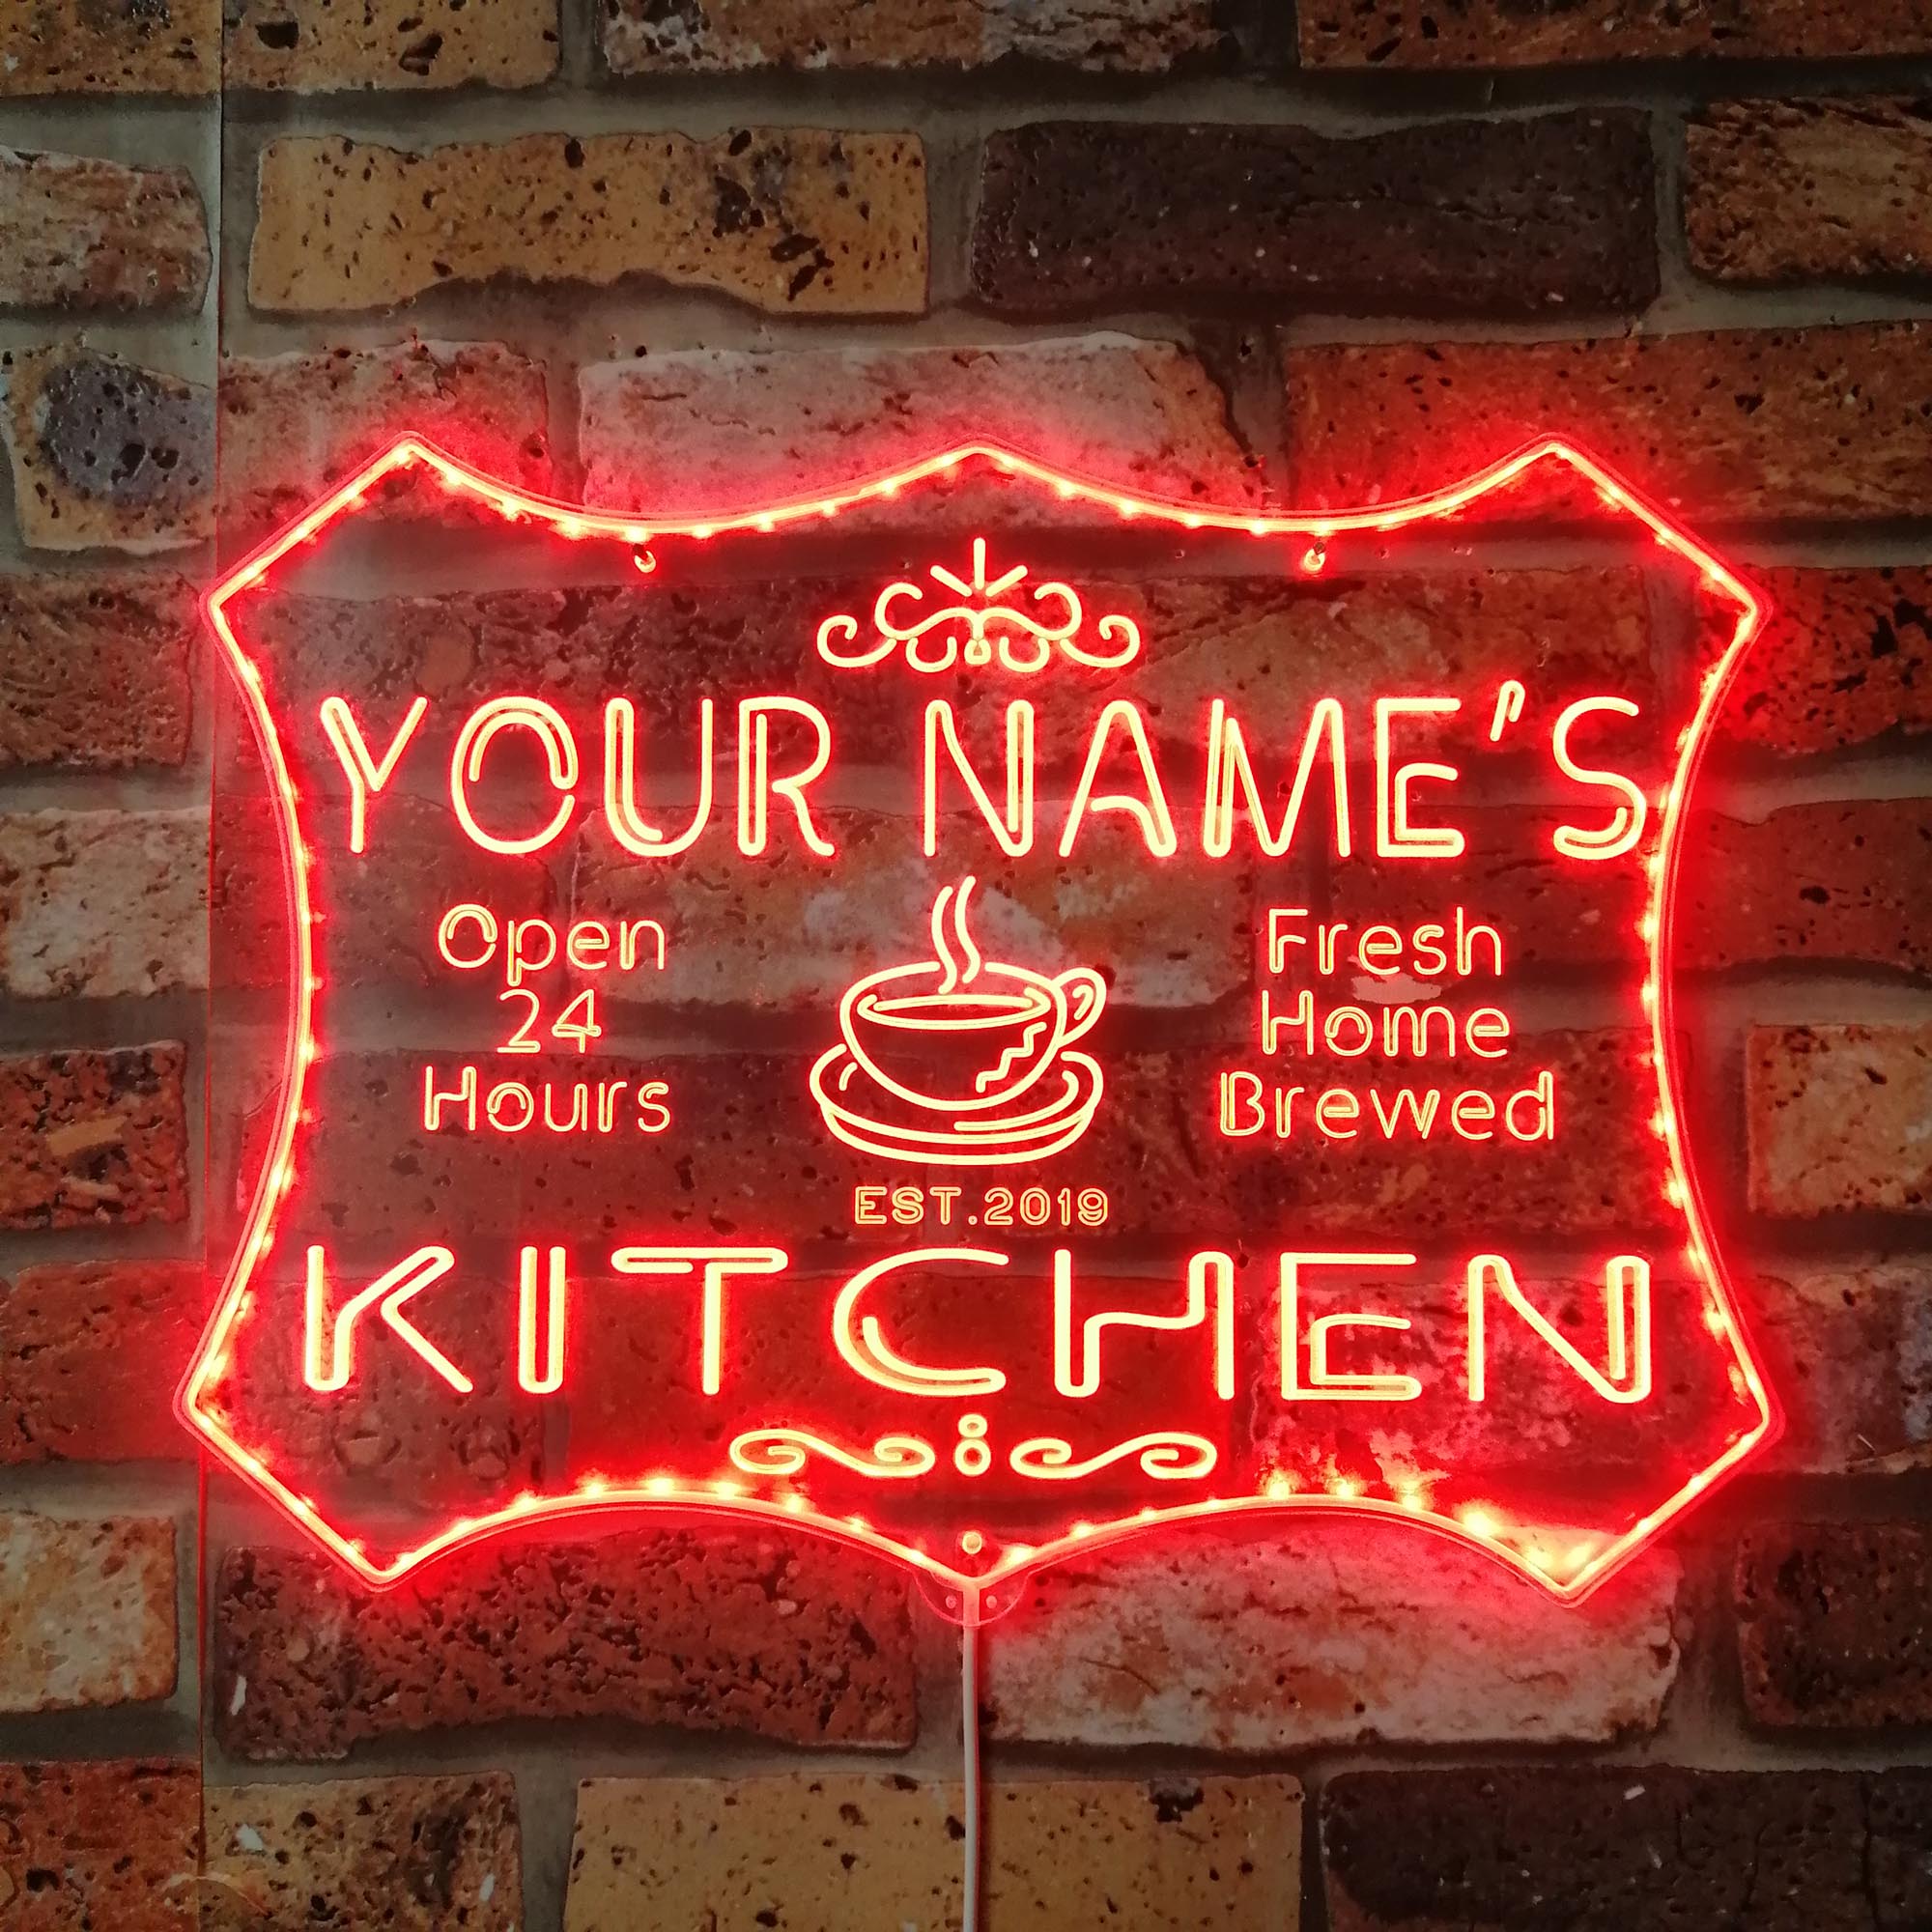 YOUR NAME'S
Open
24
Hours
Fresh
Home
Brewed
EST.2019
KITCHEN